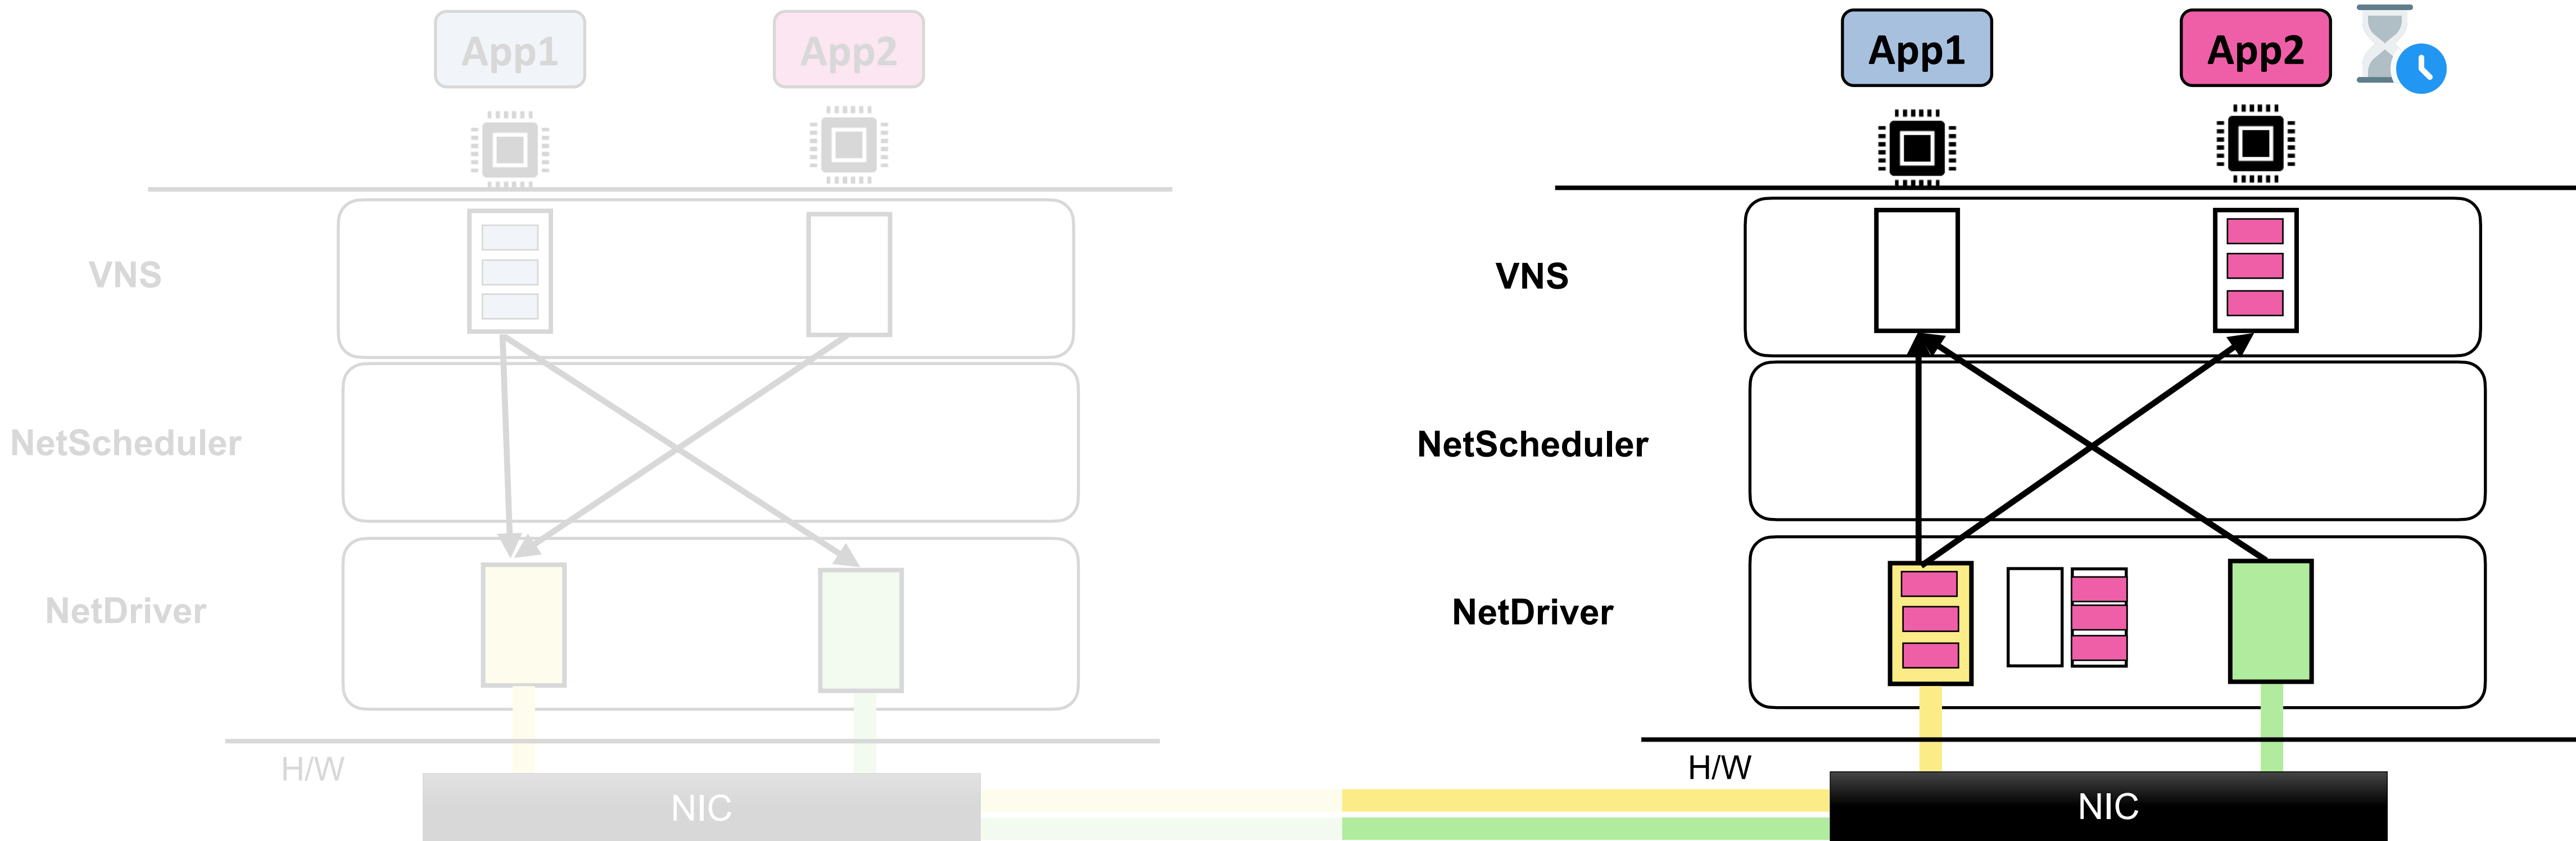 App1
App2
VNS
NetScheduler
NetDriver
H/W
NIC
App1
App2
VNS
NetScheduler
NetDriver
H/W
NIC